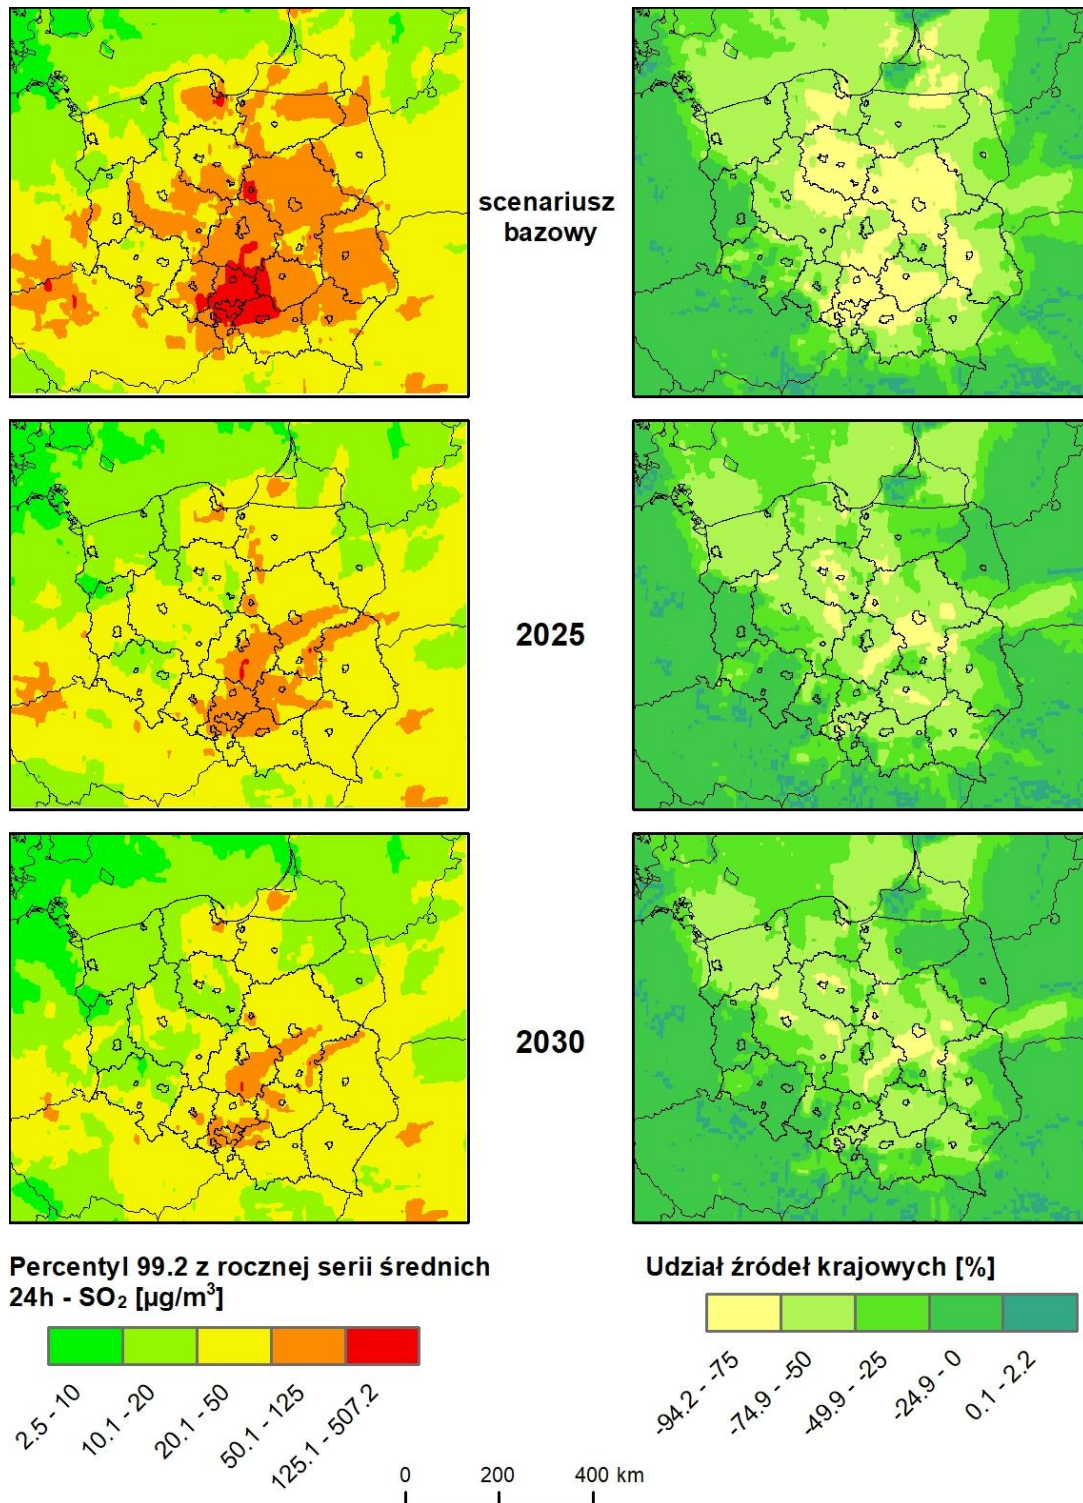 scenariusz
bazowy
2025
2030
Percentyl 99.2 z rocznej serii średnich
24h - SO₂ [µg/m³]
2.5 - 10
10.1 - 20
20.1 - 50
50.1 - 125
125.1 - 507.2
Udział źródeł krajowych [%]
-94.2 - -75
-74.9 - -50
-49.9 - -25
-24.9 - 0
0.1 - 2.2
0 200 400 km